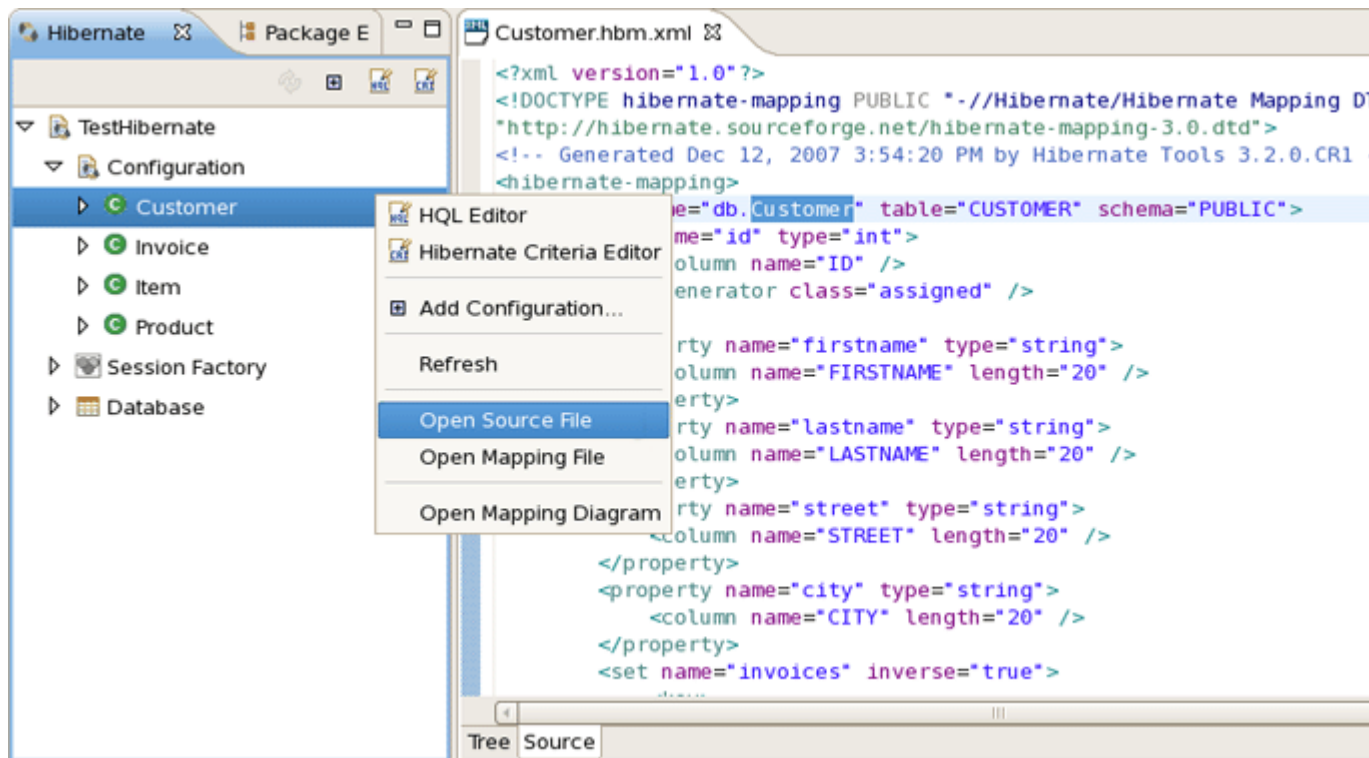 Hibernate
Package E
TestHibernate
Configuration
Customer
Invoice
Item
Product
Session Factory
Database
HQL Editor
Hibernate Criteria Editor
Add Configuration...
Refresh
Open Source File
Open Mapping File
Open Mapping Diagram
Customer.hbm.xml
<?xml version="1.0"?>
<!DOCTYPE hibernate-mapping PUBLIC "-//Hibernate/Hibernate Mapping DT
"http://hibernate.sourceforge.net/hibernate-mapping-3.0.dtd">
<!-- Generated Dec 12, 2007 3:54:20 PM by Hibernate Tools 3.2.0.CR1
<hibernate-mapping>
e="db.Customer" table="CUSTOMER" schema="PUBLIC">
me="id" type="int">
olumn name="ID" />
enerator class="assigned" />
rty name="firstname" type="string">
olumn name="FIRSTNAME" length="20" />
erty>
rty name="lastname" type="string">
olumn name="LASTNAME" length="20" />
erty>
rty name="street" type="string">
<column name="STREET" length="20" />
</property>
<property name="city" type="string">
<column name="CITY" length="20" />
</property>
<set name="invoices" inverse="true">
Tree Source